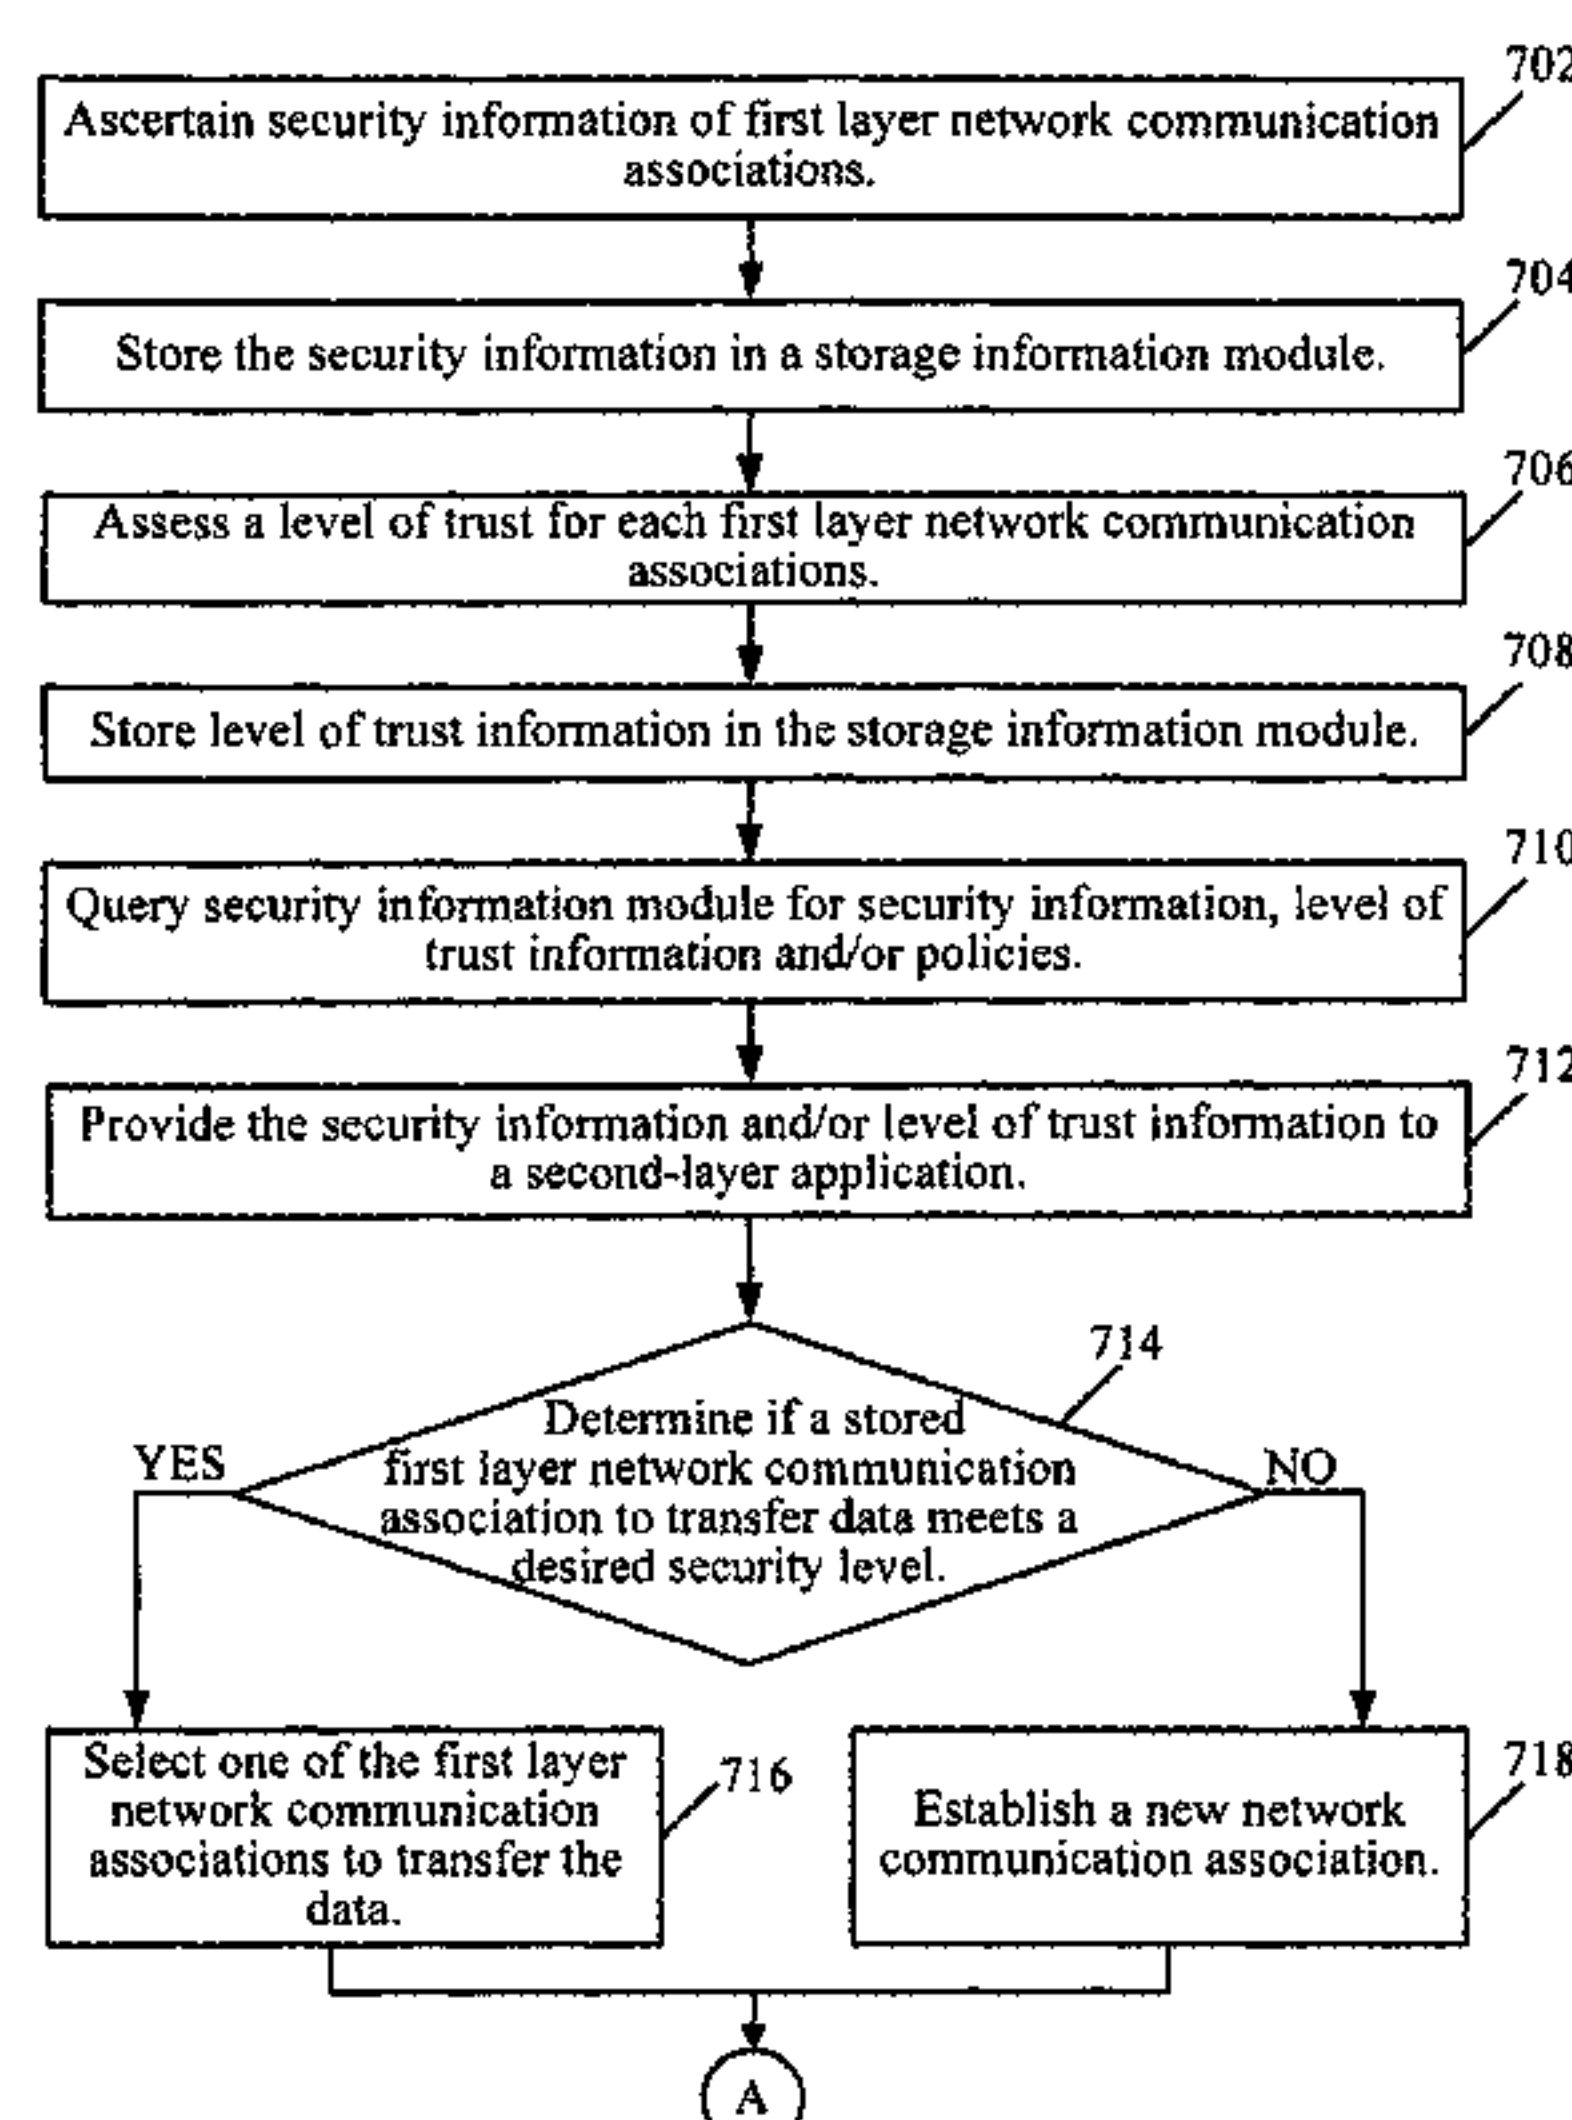 702
Ascertain security information of first layer network communication
associations.
704
Store the security information in a storage information module.
706
Assess a level of trust for each first layer network communication
associations.
708
Store level of trust information in the storage information module.
710
Query security information module for security information, level of
trust information and/or policies.
712
Provide the security information and/or level of trust information to
a second-layer application.
714
Determine if a stored
first layer network communication
association to transfer data meets a
desired security level.
YES
NO
Select one of the first layer
network communication
associations to transfer the
data.
716
718
Establish a new network
communication association.
A